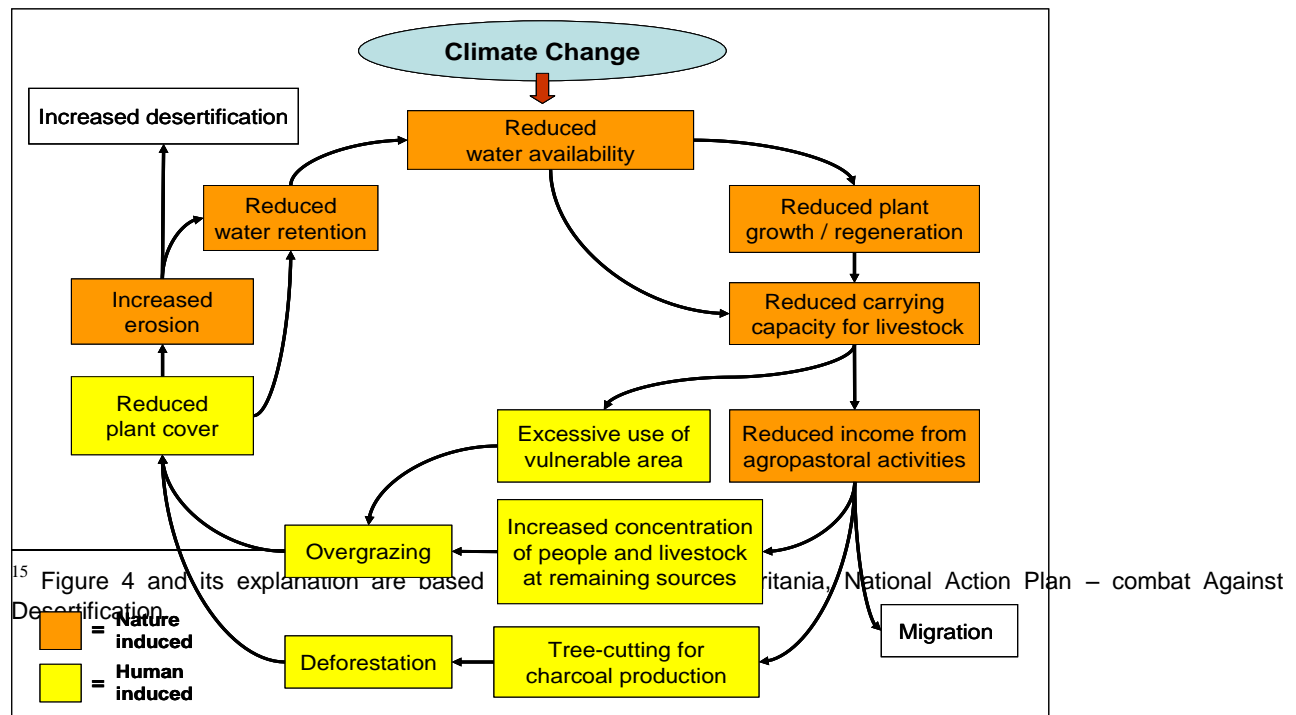 Climate Change
Increased desertification
Reduced
water availability
Reduced
water retention
Reduced plant
growth / regeneration
Increased
erosion
Reduced carrying
capacity for livestock
Reduced
plant cover
Excessive use of
vulnerable area
Reduced income from
agropastoral activities
Overgrazing
Increased concentration
of people and livestock
at remaining sources
15 Figure 4 and its explanation are based ritania, National Action Plan – combat Against
Desertification
= Nature
induced
Migration
Deforestation
Tree-cutting for
charcoal production
= Human
induced